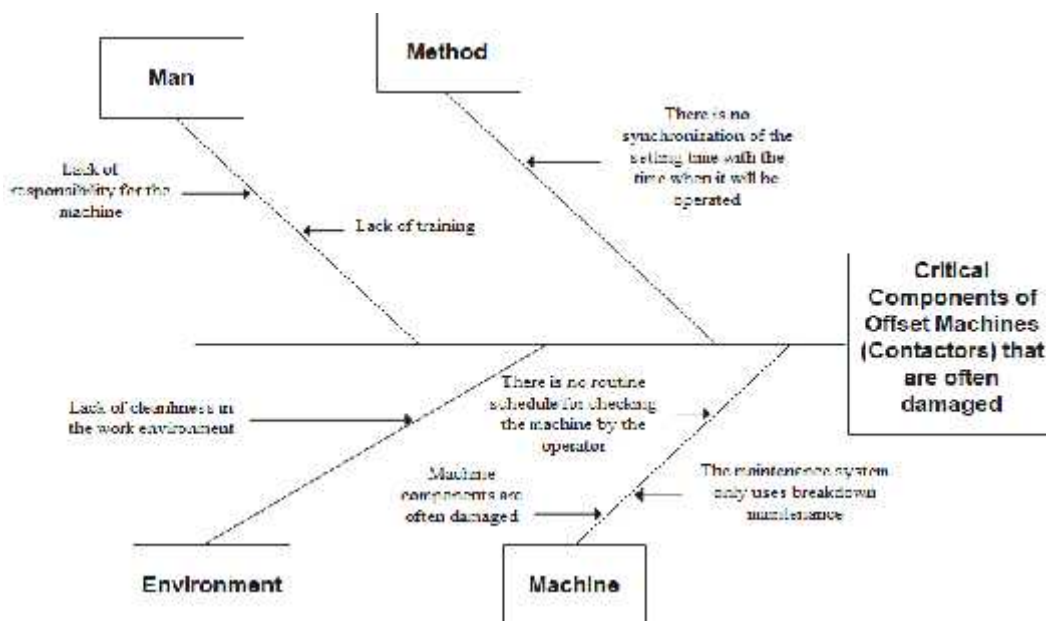 Man
Method
There is no
synchronization of the
setting time with the
time when it will be
operated
Lack of
responsibility for the
machine
Lack of training
Critical
Components of
Offset Machines
(Contactors) that
are often
damaged
Lack of cleanliness in
the work environment
There is no routine
schedule for checking
the machine by the
operator
Machine
components are
often damaged
The maintenance system
only uses breakdown
maintenance
Environment
Machine